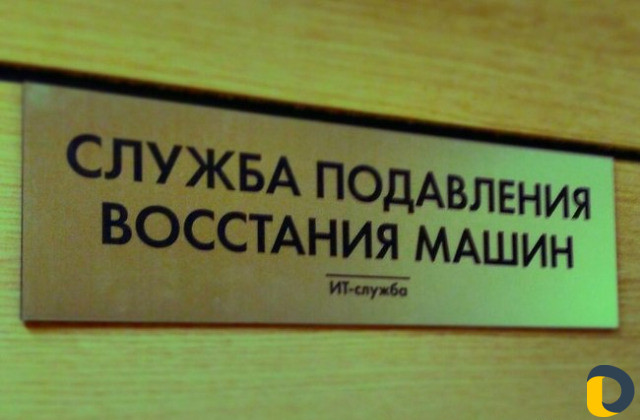 СЛУЖБА ПОДАВЛЕНИЯ
ВОССТАНИЯ МАШИН
ИТ-служба